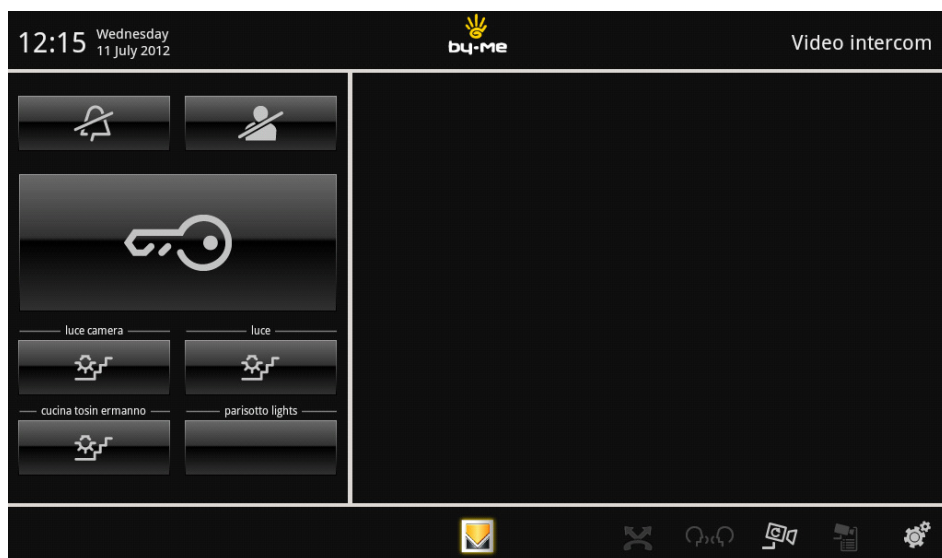 12:15 Wednesday
11 July 2012
by-me
Video intercom
luce camera
luce
cucina tosin ermanno
parisotto lights
C